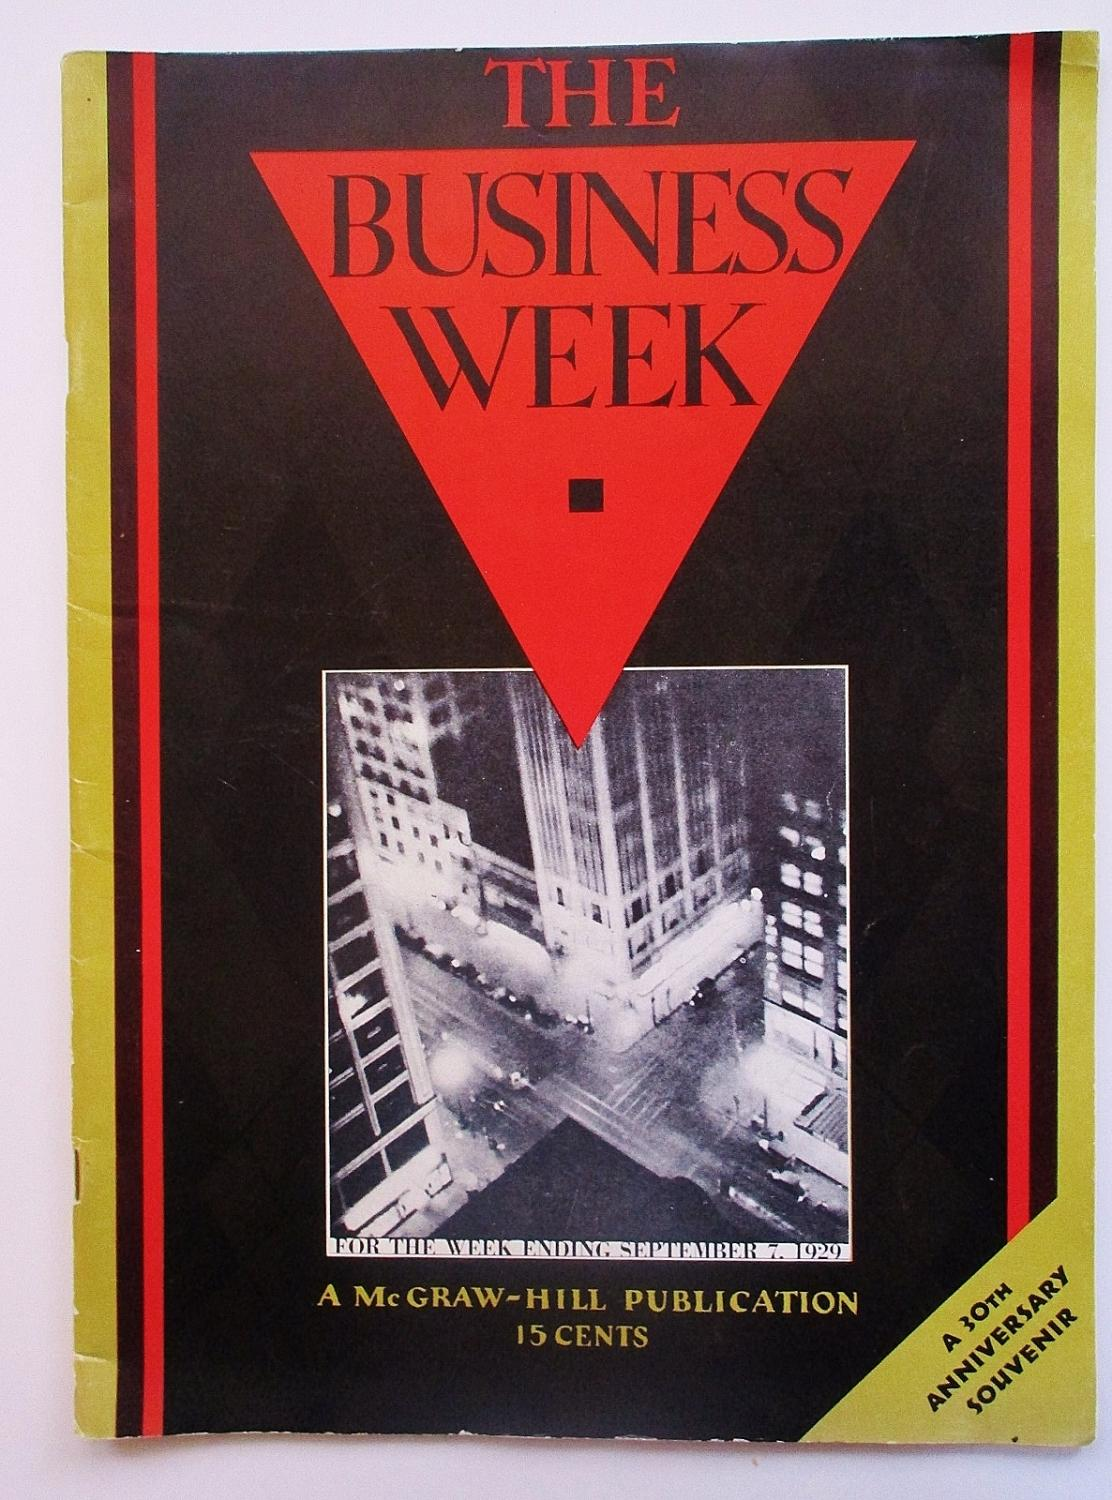 THE
BUSINESS
WEEK
FOR THE WEEK ENDING SEPTEMBER 7, 1929
A McGRAW-HILL PUBLICATION
15 CENTS
A 30TH
ANNIVERSARY
SOUVENIR